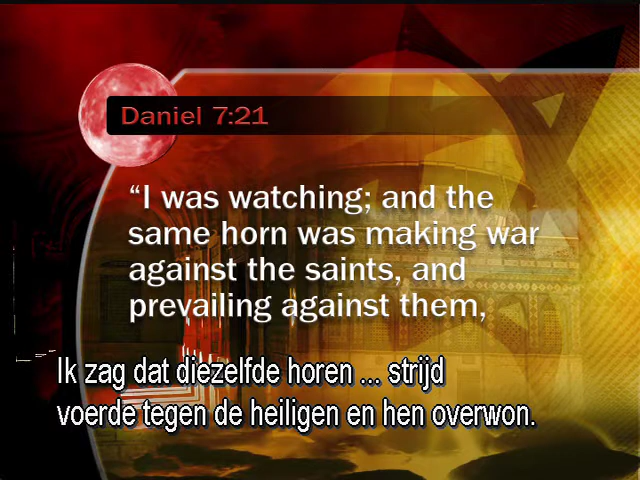 Daniel 7:21
“I was watching; and the
same horn was making war
against the saints, and
prevailing against them,
Ik zag dat diezelfde horen ... strijd
voerde tegen de heiligen en hen overwon.